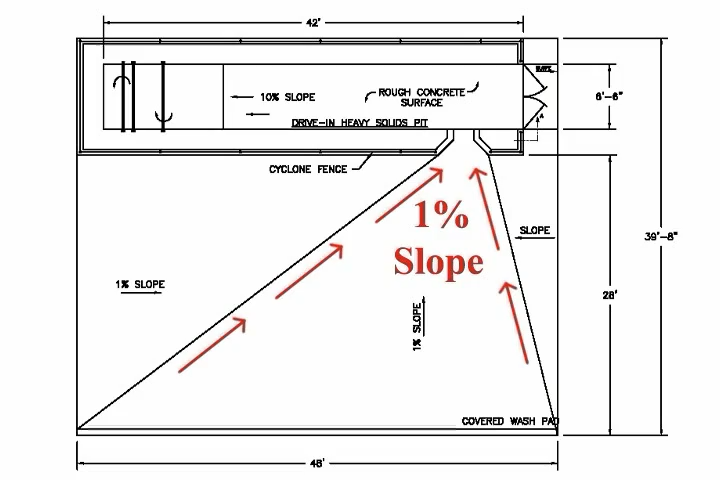 42'
10% SLOPE
ROUGH CONCRETE
SURFACE
6'-6"
DRIVE-IN HEAVY SOLIDS PIT
A
CYCLONE FENCE
1%
Slope
SLOPE
39'-8"
1% SLOPE
28'
1% SLOPE
COVERED WASH PAD
48'